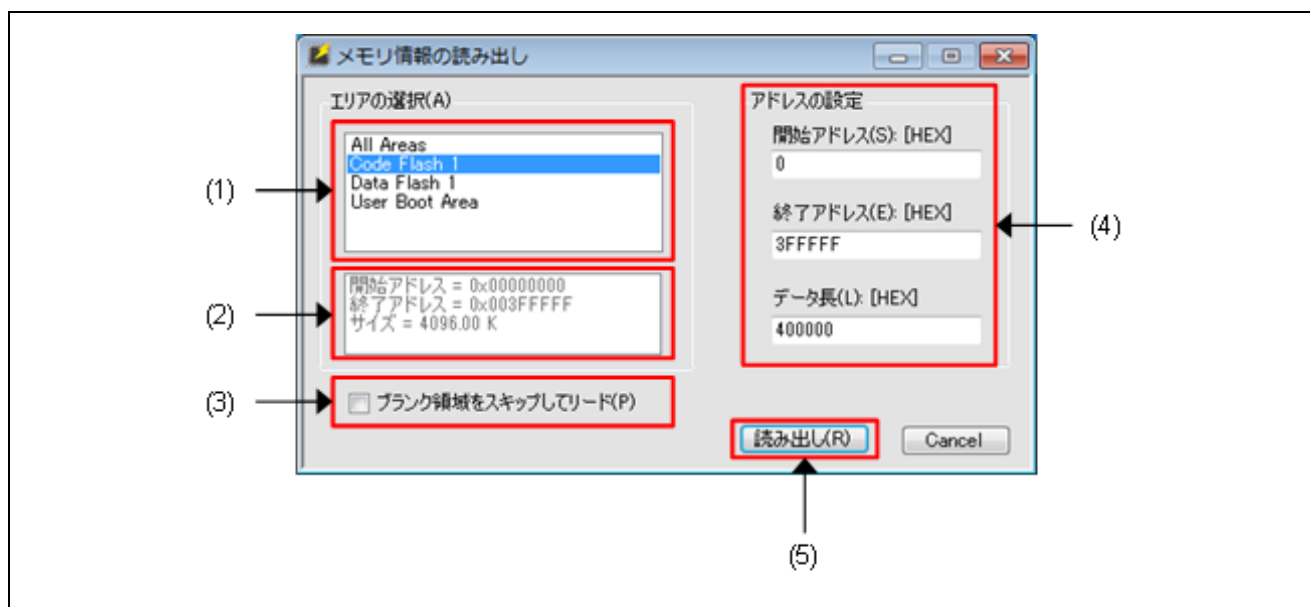 メモリ情報の読み出し
エリアの選択(A)
All Areas
Code Flash 1
Data Flash 1
User Boot Area
(1)
開始アドレス = 0x00000000
終了アドレス = 0x003FFFFF
サイズ = 4096.00 K
(2)
ブランク領域をスキップしてリード(P)
(3)
アドレスの設定
開始アドレス(S): [HEX]
0
終了アドレス(E): [HEX]
3FFFFF
データ長(L): [HEX]
400000
(4)
読み出し(R)
Cancel
(5)